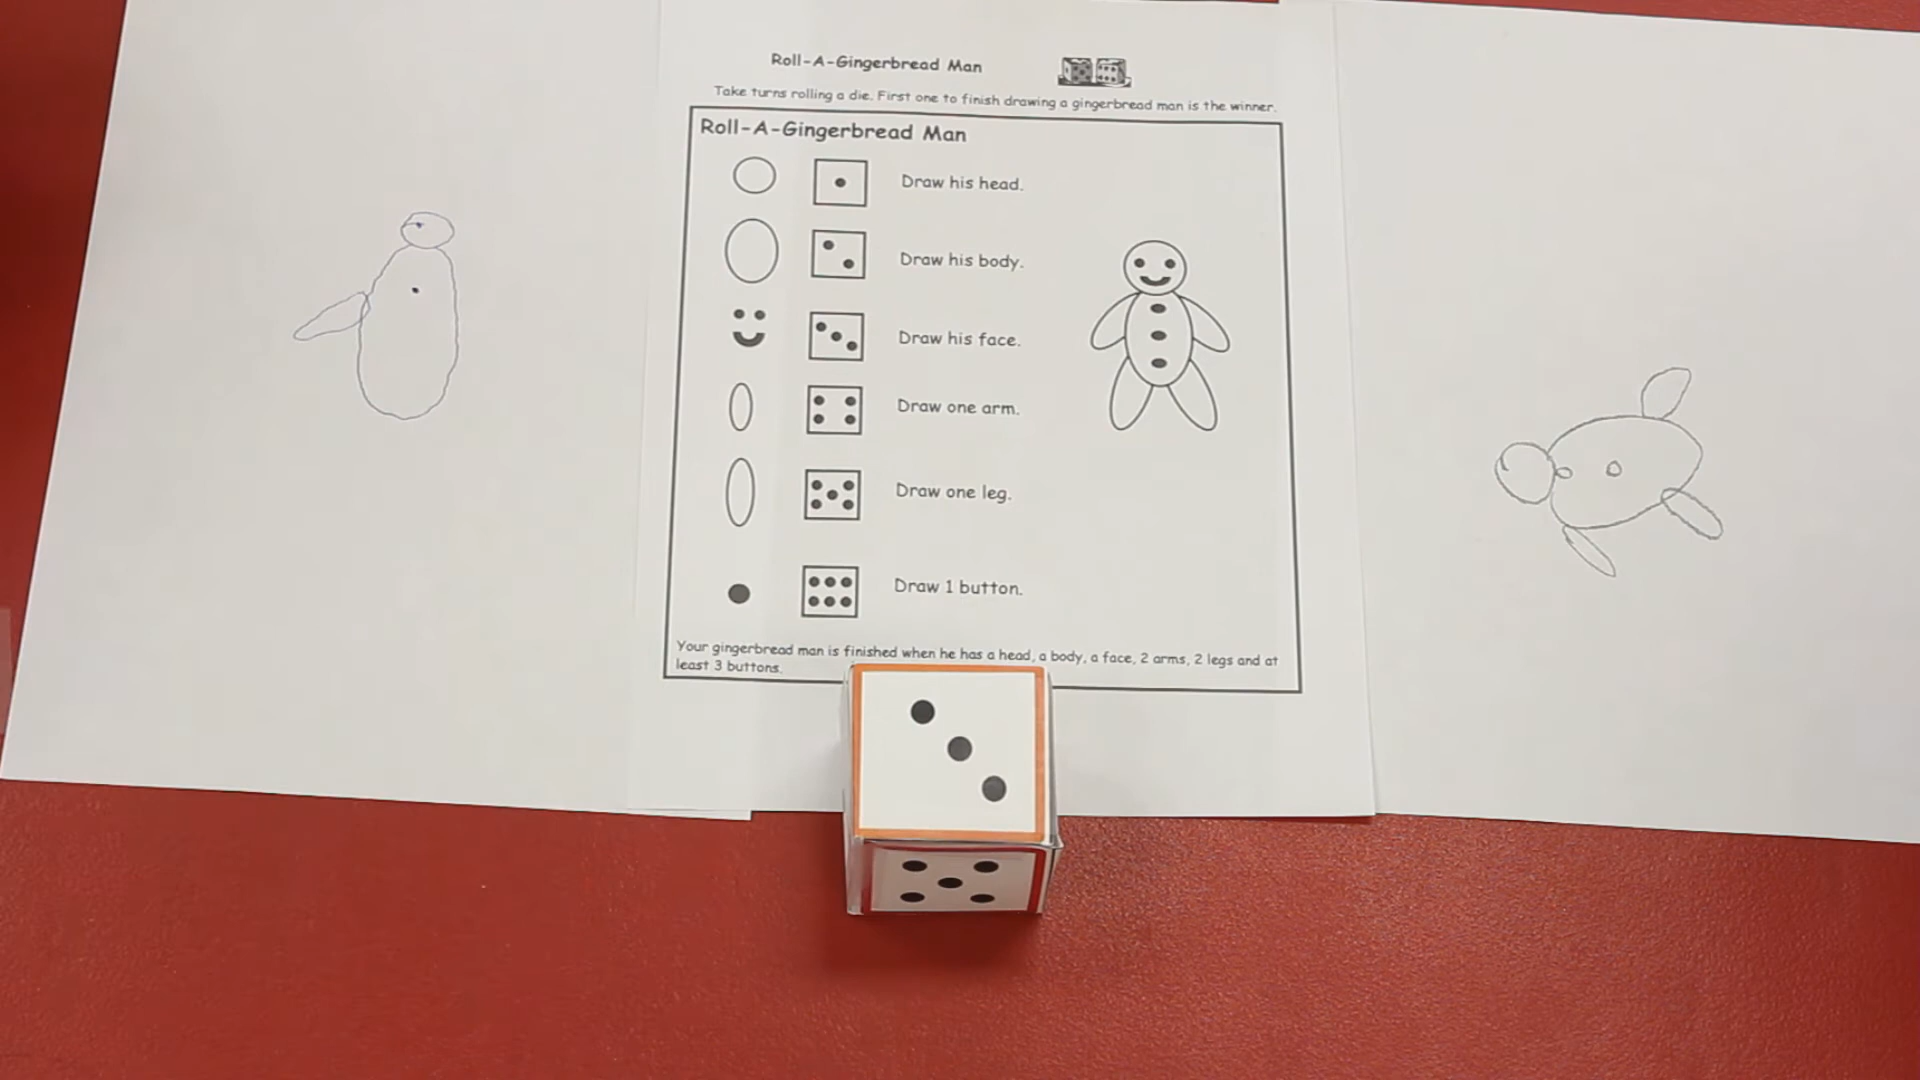 Roll-A-Gingerbread Man
Take turns rolling a die. First one to finish drawing a gingerbread man is the winner.
Roll-A-Gingerbread Man
Draw his head.
Draw his body.
Draw his face.
Draw one arm.
Draw one leg.
Draw 1 button.
Your gingerbread man is finished when he has a head, a body, a face, 2 arms, 2 legs and at
least 3 buttons.